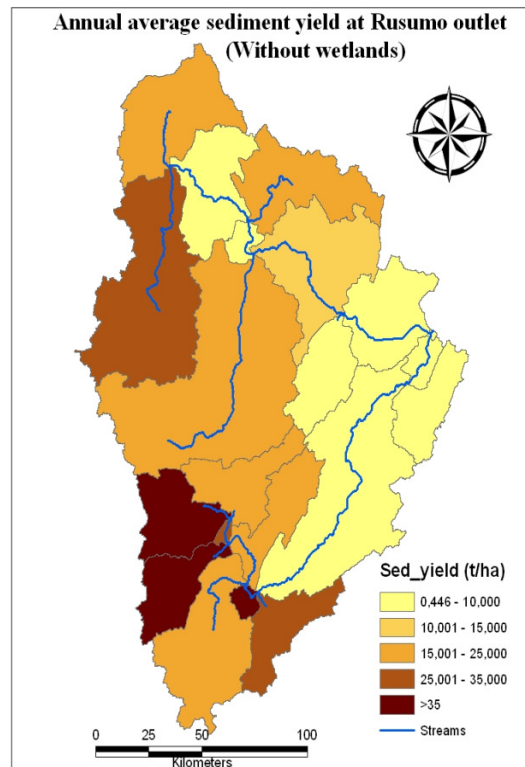 Annual average sediment yield at Rusumo outlet
(Without wetlands)
Sed_yield (t/ha)
0,446 - 10,000
10,001 - 15,000
15,001 - 25,000
25,001 - 35,000
>35
Streams
0 25 50 100
Kilometers